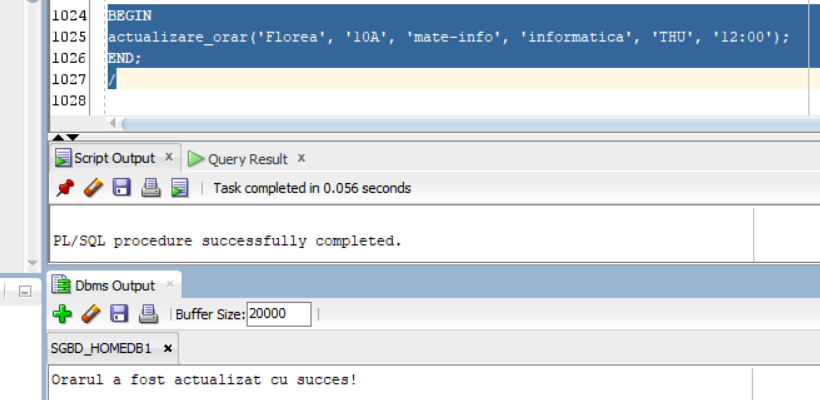 1024 BEGIN
1025 actualizare_orar('Florea', '10A', 'mate-info', 'informatica', 'THU', '12:00');
1026 END;
1027 /
1028
Script Output x Query Result x
Task completed in 0.056 seconds
PL/SQL procedure successfully completed.
Dbms Output x
Buffer Size: 20000
SGBD_HOMEDB1 x
Orarul a fost actualizat cu succes!